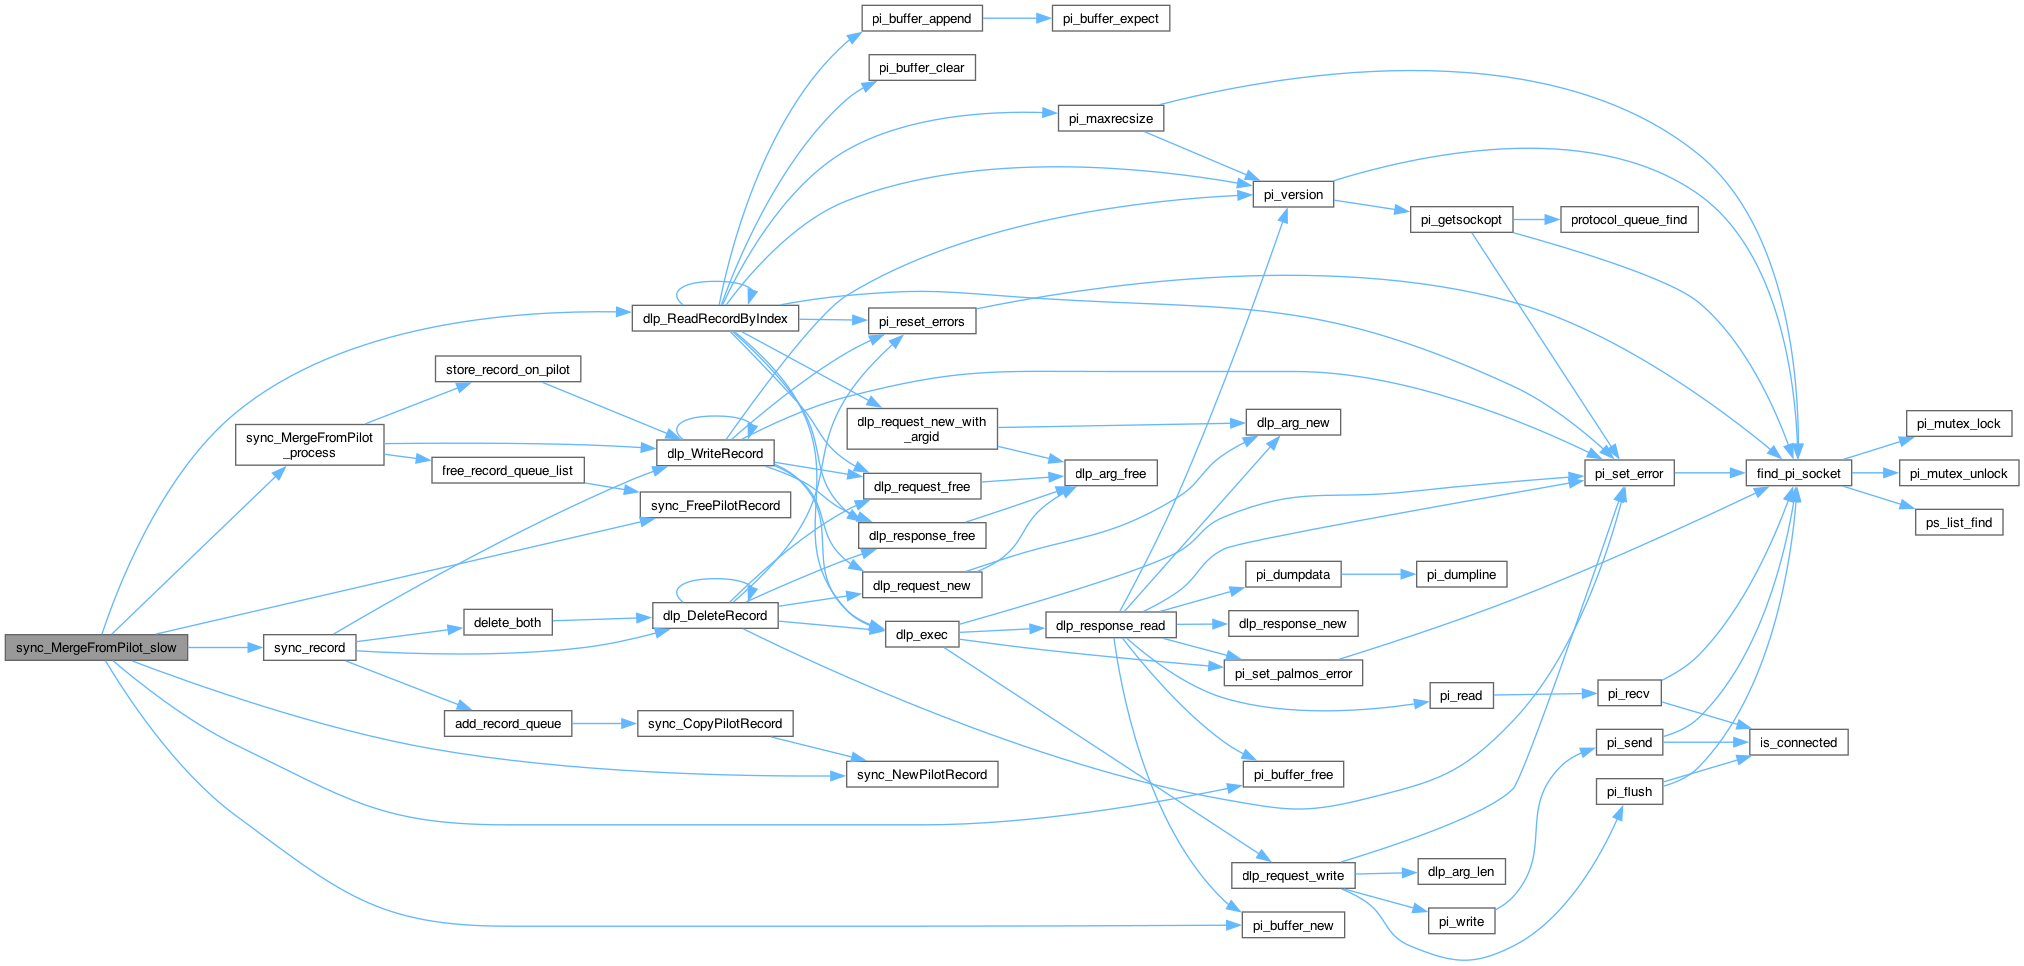 pi_buffer_append
pi_buffer_expect
pi_buffer_clear
pi_maxrecsize
pi_version
pi_getsockopt
protocol_queue_find
dlp_ReadRecordByIndex
pi_reset_errors
store_record_on_pilot
dlp_request_new_with
_argid
dlp_arg_new
pi_mutex_lock
sync_MergeFromPilot
_process
dlp_WriteRecord
free_record_queue_list
dlp_arg_free
pi_set_error
find_pi_socket
pi_mutex_unlock
dlp_request_free
sync_FreePilotRecord
ps_list_find
dlp_response_free
dlp_request_new
pi_dumpdata
pi_dumpline
dlp_DeleteRecord
delete_both
dlp_exec
dlp_response_read
dlp_response_new
sync_MergeFromPilot_slow
sync_record
pi_set_palmos_error
pi_read
pi_recv
add_record_queue
sync_CopyPilotRecord
pi_send
is_connected
sync_NewPilotRecord
pi_buffer_free
pi_flush
dlp_request_write
dlp_arg_len
pi_write
pi_buffer_new